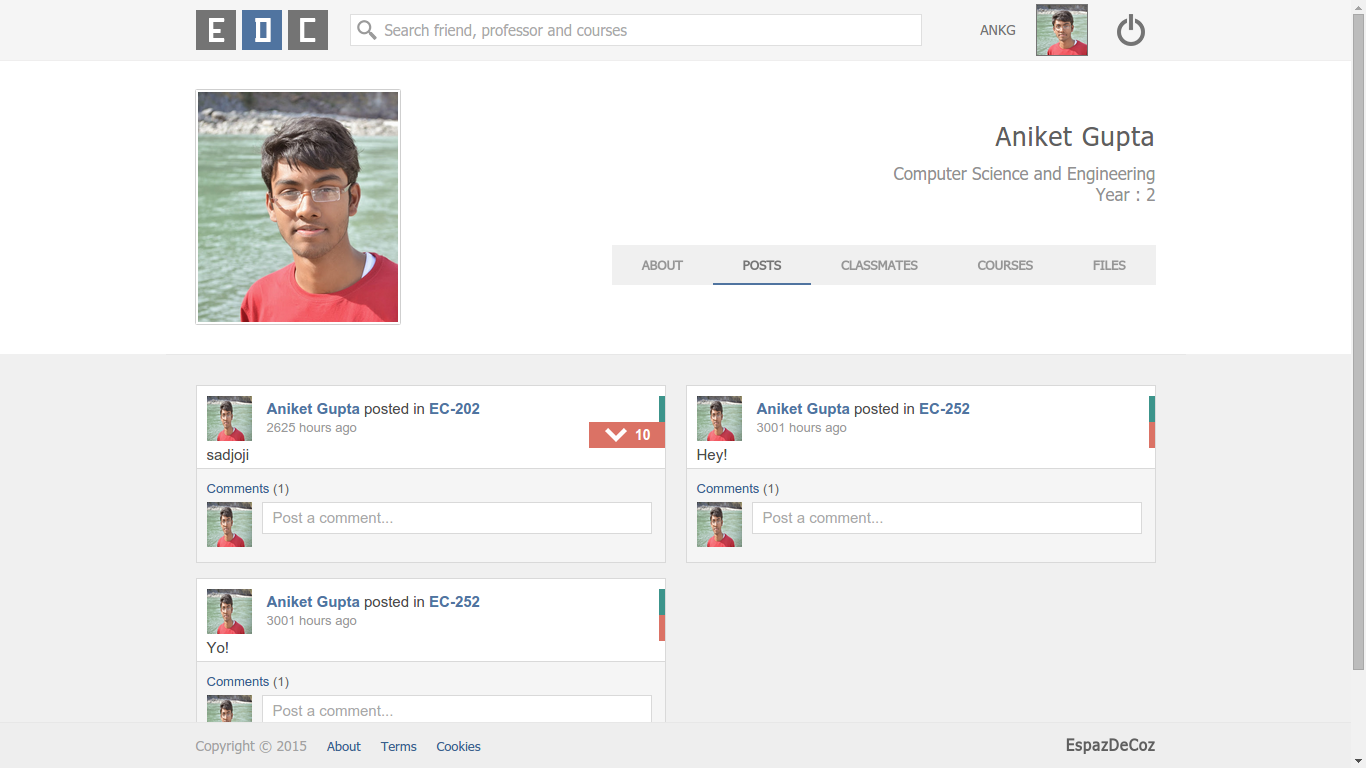 EDC
Search friend, professor and courses
ANKG
Aniket Gupta
Computer Science and Engineering
Year : 2
ABOUT POSTS CLASSMATES COURSES FILES
Aniket Gupta posted in EC-202
2625 hours ago
10
sadjoji
Comments (1)
Post a comment...
Aniket Gupta posted in EC-252
3001 hours ago
Hey!
Comments (1)
Post a comment...
Aniket Gupta posted in EC-252
3001 hours ago
Yo!
Comments (1)
Post a comment...
Copyright © 2015 About Terms Cookies EspazDeCoz